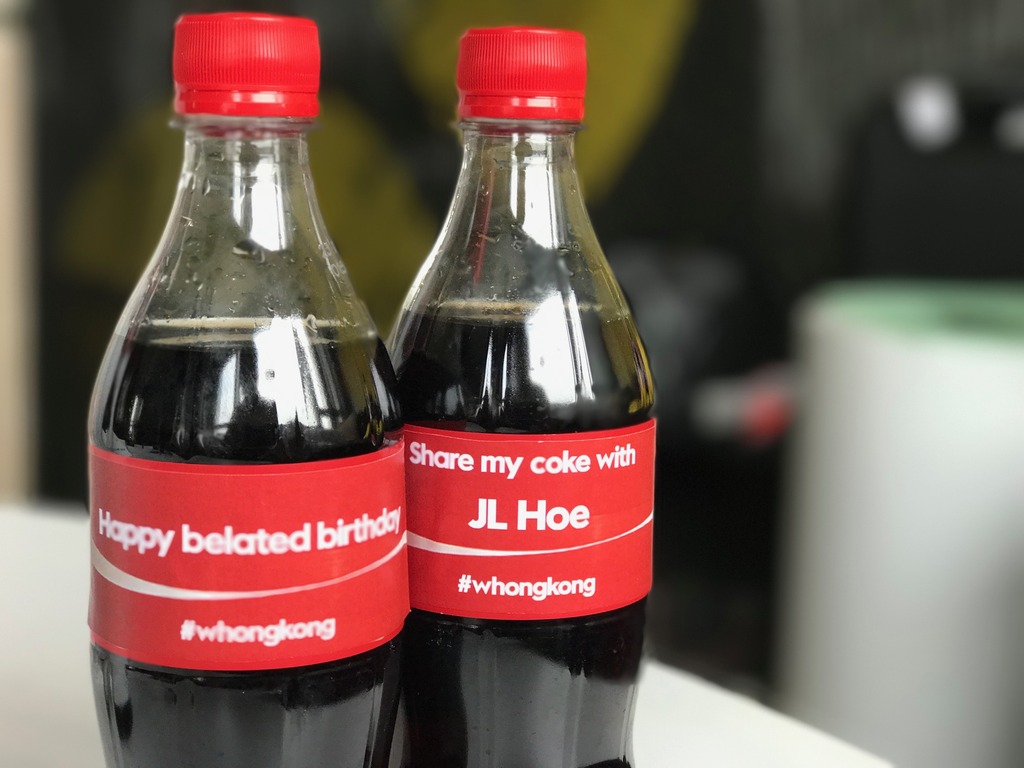 Happy belated birthday
#whongkong
Share my coke with
JL Hoe
#whongkong